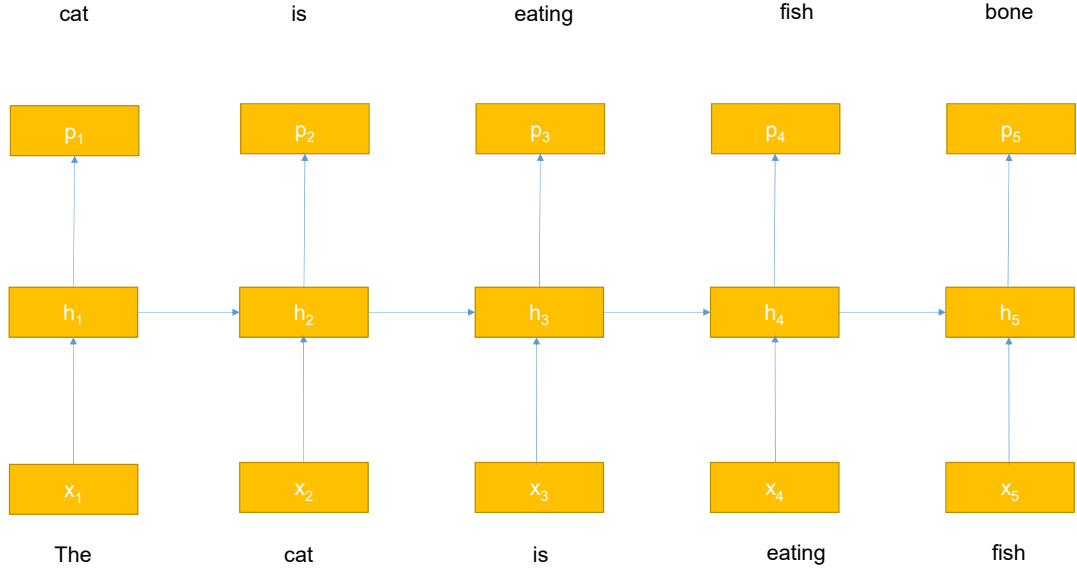 cat is eating fish bone
p₁ p₂ p₃ p₄ p₅
h₁ h₂ h₃ h₄ h₅
x₁ x₂ x₃ x₄ x₅
The cat is eating fish